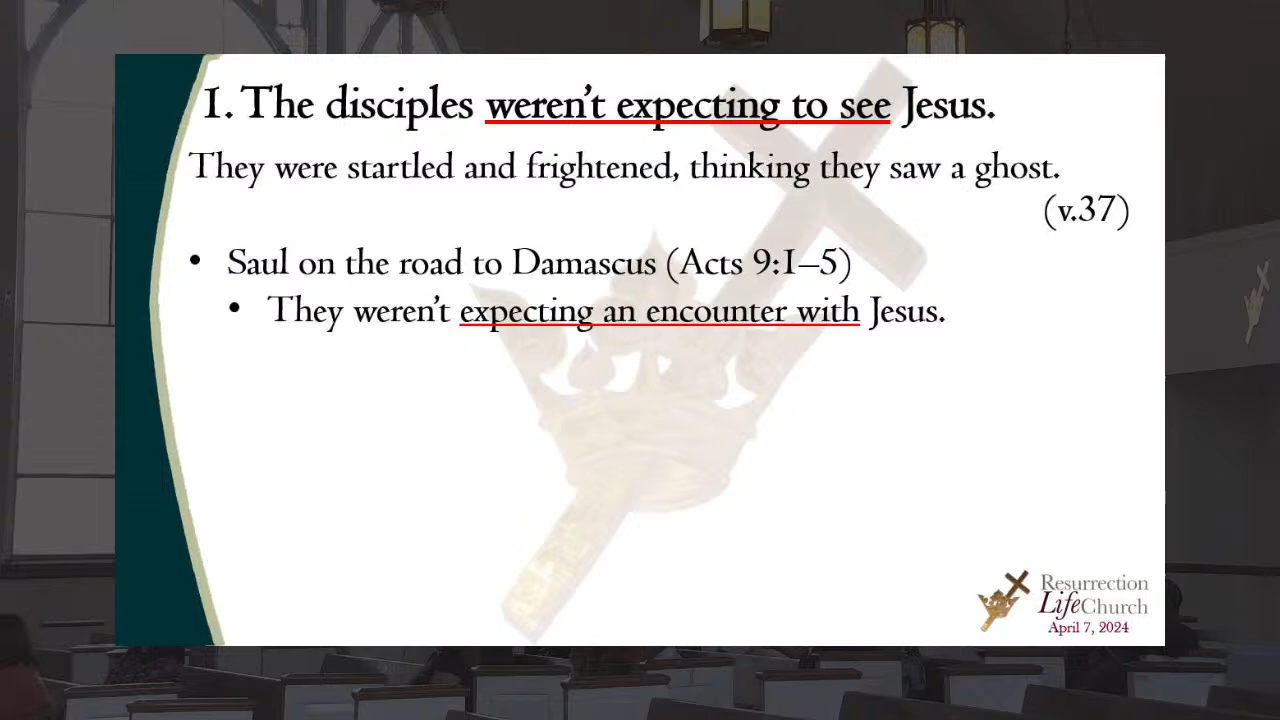 1. The disciples weren't expecting to see Jesus.
They were startled and frightened, thinking they saw a ghost.
(v.37)
• Saul on the road to Damascus (Acts 9:1–5)
• They weren't expecting an encounter with Jesus.
Resurrection
LifeChurch
April 7, 2024